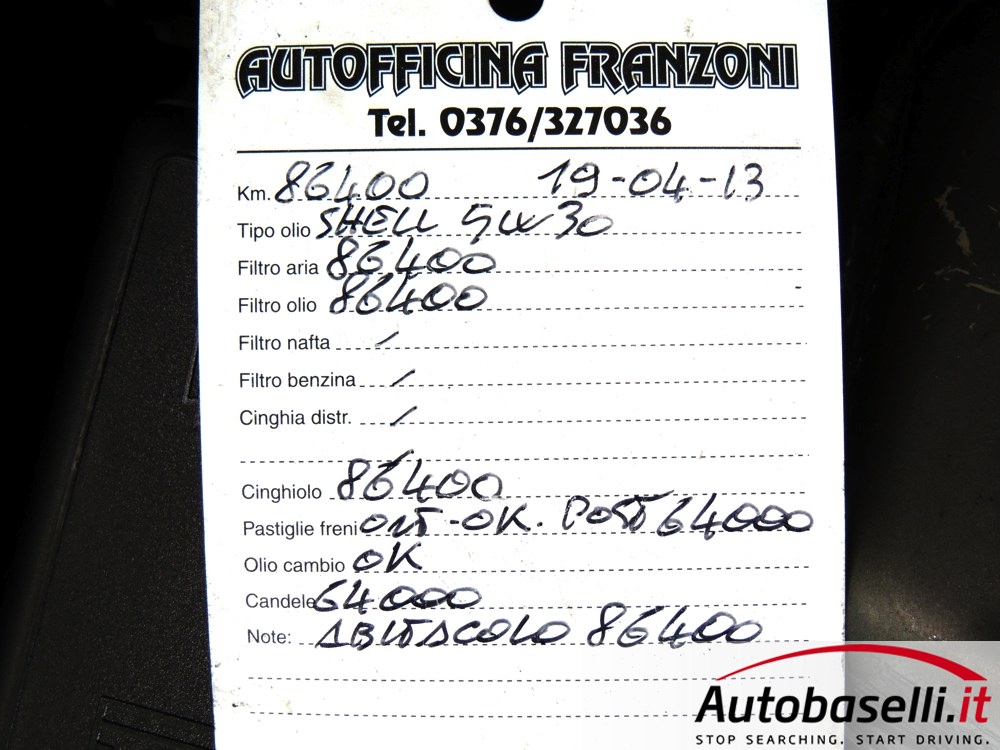 AUTOFFICINA FRANZONI
Tel. 0376/327036
Km. 86400 19-04-13
Tipo olio SHELL 5W30
Filtro aria 86400
Filtro olio 86400
Filtro nafta /
Filtro benzina /
Cinghia distr. /
Cinghiolo 86400
Pastiglie freni ANT-OK. POST 64000
Olio cambio OK
Candele 64000
Note: ABITACOLO 86400
Autobaselli.it
STOP SEARCHING. START DRIVING.